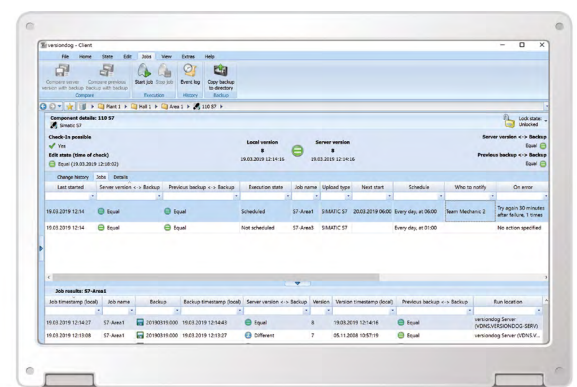 versiondog - Client
File Home State Edit Jobs View Extras Help
Compare server version with backup Compare previous backup with backup Start job Stop job Event log Copy backup to directory
Compare Execution History Backup
Plant 1 Hall 1 Area 1 110 S7
Component details: 110 S7
Simatic S7
Lock state: Unlocked
Check-In possible
Yes
Edit state (time of check)
Equal (19.03.2019 12:18:02)
Local version Server version
8 8
19.03.2019 12:14:16 19.03.2019 12:14:16
Server version <-> Backup
Equal
Previous backup <-> Backup
Equal
Change history Jobs Details
Last started Server version <-> Backup Previous backup <-> Backup Execution state Job name Upload type Next start Schedule Who to notify On error
19.03.2019 12:14 Equal Equal Scheduled S7-Area1 SIMATIC S7 20.03.2019 06:00 Every day, at 06:00 Team Mechanic 2 Try again 30 minutes after failure, 1 times
19.03.2019 12:14 Equal Equal Not scheduled S7-Area3 SIMATIC S7 Every day, at 01:00 No action specified
Job results: S7-Area1
Job timestamp (local) Job name Backup Backup timestamp (local) Server version <-> Backup Version Version timestamp (local) Previous backup <-> Backup Run location
19.03.2019 12:14:27 S7-Area1 20190319.000 19.03.2019 12:14:43 Equal 8 19.03.2019 12:14:16 Equal versiondog Server (VDNS.VERSIONDOG-SERV)
19.03.2019 12:13:08 S7-Area1 20190319.000 19.03.2019 12:13:27 Different 7 05.11.2008 10:57:19 Equal versiondog Server (VDNS.V...